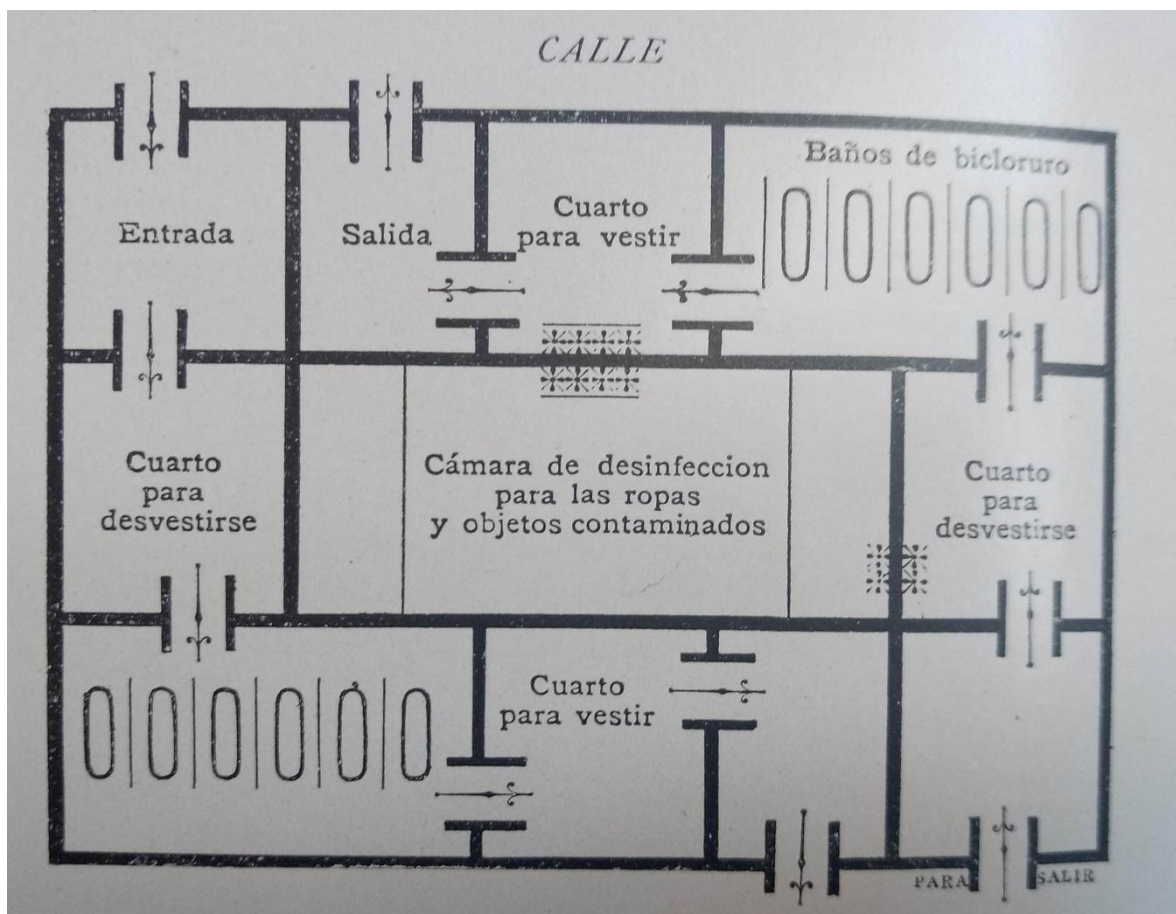 CALLE
Baños de bicloruro
Entrada
Salida
Cuarto
para vestir
Cuarto
para
desvestirse
Cámara de desinfeccion
para las ropas
y objetos contaminados
Cuarto
para
desvestirse
Cuarto
para vestir
PARA SALIR